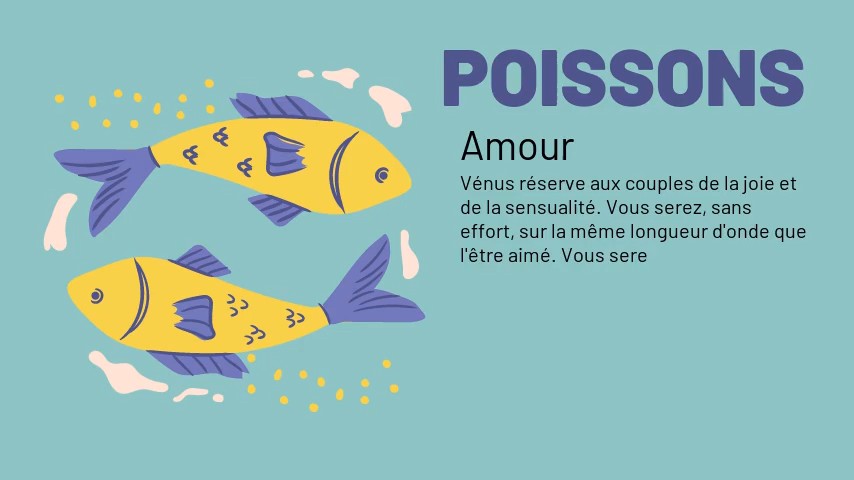 POISSONS
Amour
Vénus réserve aux couples de la joie et
de la sensualité. Vous serez, sans
effort, sur la même longueur d'onde que
l'être aimé. Vous sere